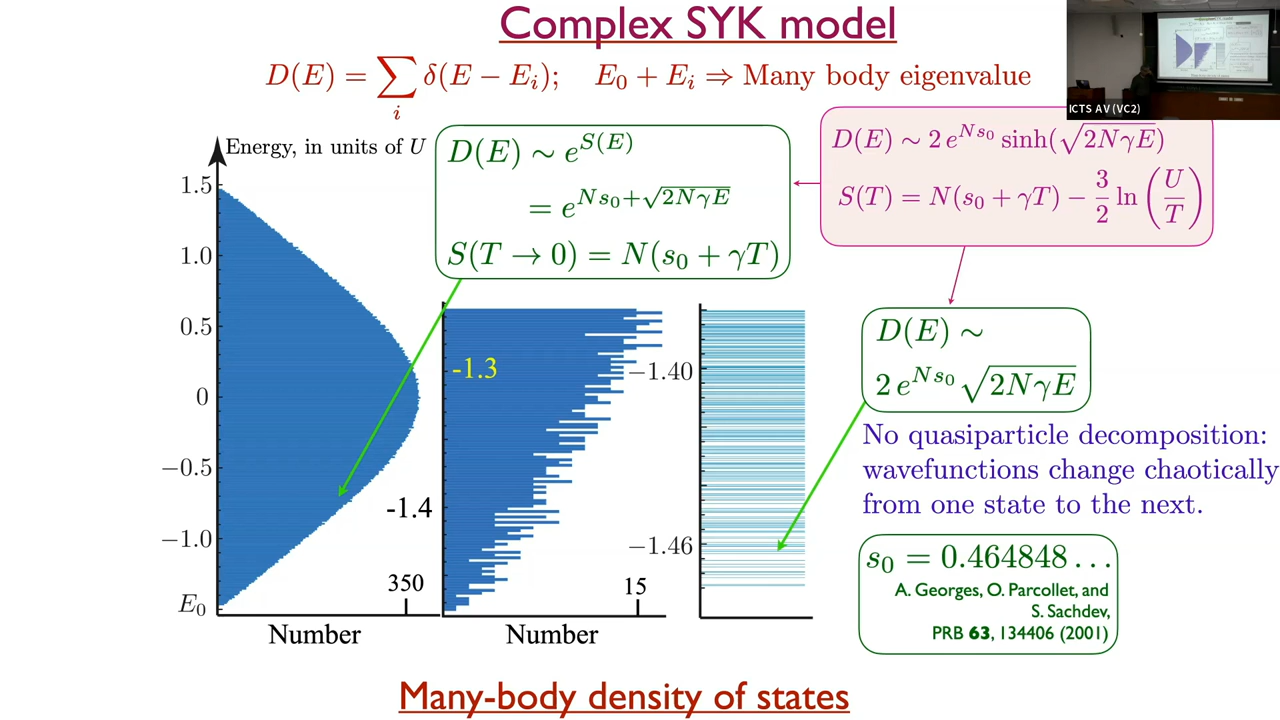 Complex SYK model
D(E) = ∑_i δ(E − E_i);   E_0 + E_i ⇒ Many body eigenvalue
ICTS AV (VC2)
Energy, in units of U
1.5
1.0
0.5
0
−0.5
−1.0
E_0
350
Number
D(E) ∼ e^{S(E)}
= e^{Ns_0+√(2NγE)}
S(T → 0) = N(s_0 + γT)
D(E) ∼ 2 e^{Ns_0} sinh(√(2NγE))
S(T) = N(s_0 + γT) − 3/2 ln (U/T)
-1.3
-1.4
15
Number
−1.40
−1.46
D(E) ∼
2 e^{Ns_0} √(2NγE)
No quasiparticle decomposition:
wavefunctions change chaotically
from one state to the next.
s_0 = 0.464848...
A. Georges, O. Parcollet, and
S. Sachdev,
PRB 63, 134406 (2001)
Many-body density of states